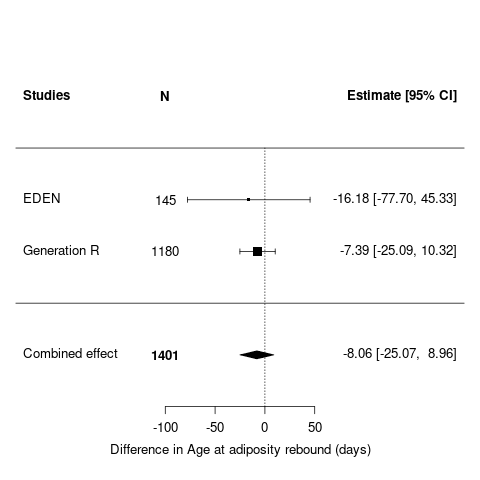 Studies N Estimate [95% CI]
EDEN 145 -16.18 [-77.70, 45.33]
Generation R 1180 -7.39 [-25.09, 10.32]
Combined effect 1401 -8.06 [-25.07, 8.96]
-100 -50 0 50
Difference in Age at adiposity rebound (days)